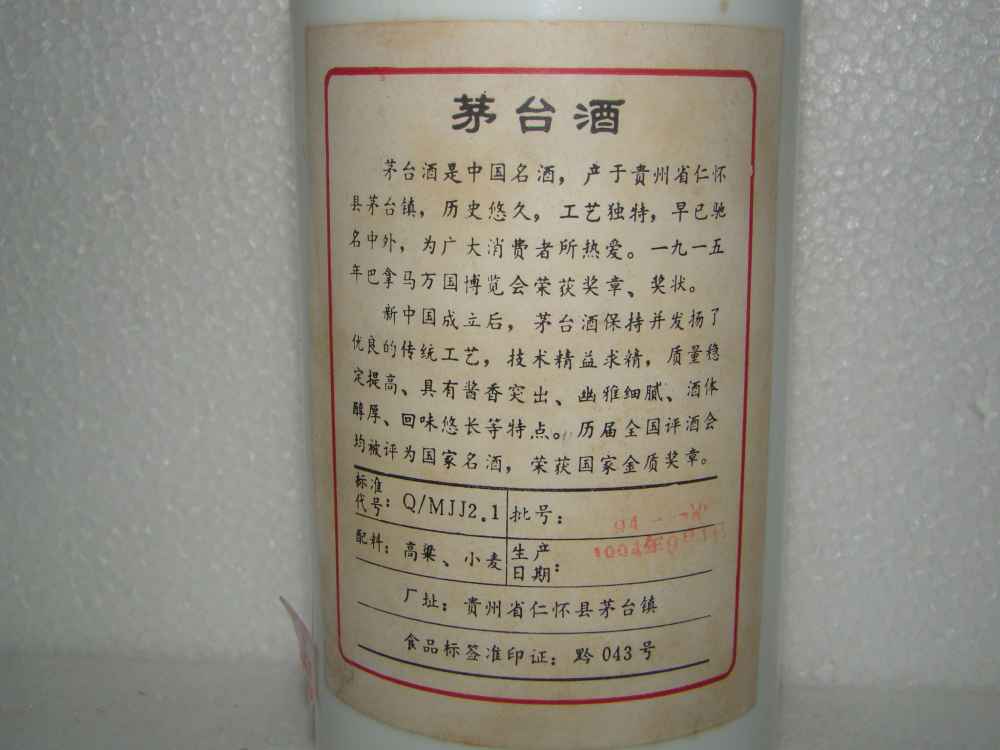 茅台酒
茅台酒是中国名酒，产于贵州省仁怀
县茅台镇，历史悠久，工艺独特，早已驰
名中外，为广大消费者所热爱。一九一五
年巴拿马万国博览会荣获奖章、奖状。
新中国成立后，茅台酒保持并发扬了
优良的传统工艺，技术精益求精，质量稳
定提高、具有酱香突出、幽雅细腻、酒体
醇厚、回味悠长等特点。历届全国评酒会
均被评为国家名酒，荣获国家金质奖章。
标准代号：Q/MJJ2.1 批号：94
配料：高粱、小麦 生产日期：1994年
厂址：贵州省仁怀县茅台镇
食品标签准印证：黔043号